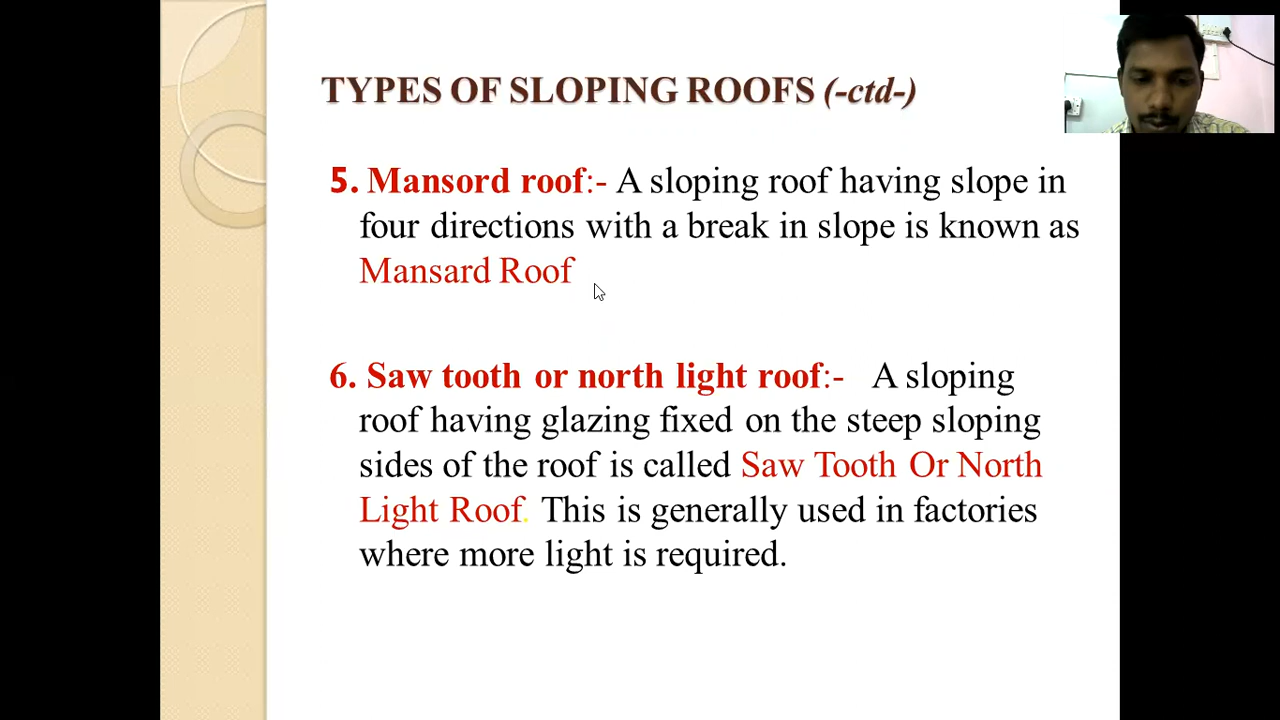 TYPES OF SLOPING ROOFS (-ctd-)
5. Mansord roof:- A sloping roof having slope in
four directions with a break in slope is known as
Mansard Roof
6. Saw tooth or north light roof:- A sloping
roof having glazing fixed on the steep sloping
sides of the roof is called Saw Tooth Or North
Light Roof. This is generally used in factories
where more light is required.